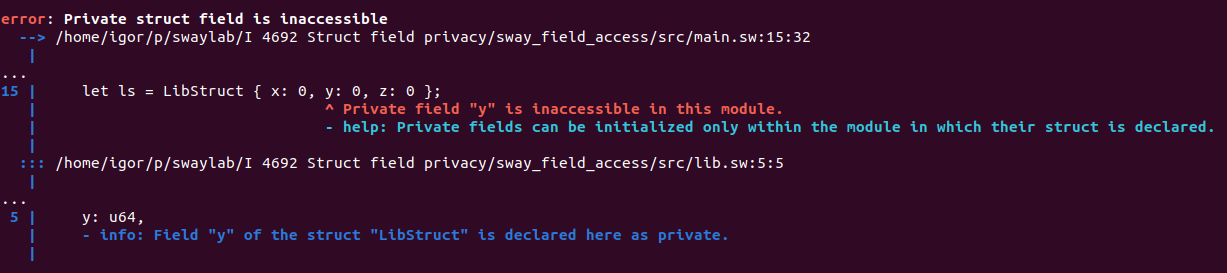 error: Private struct field is inaccessible
  --> /home/igor/p/swaylab/I 4692 Struct field privacy/sway_field_access/src/main.sw:15:32
   |
...
15 |     let ls = LibStruct { x: 0, y: 0, z: 0 };
   |                                ^ Private field "y" is inaccessible in this module.
   |                                - help: Private fields can be initialized only within the module in which their struct is declared.
   |
  ::: /home/igor/p/swaylab/I 4692 Struct field privacy/sway_field_access/src/lib.sw:5:5
   |
...
 5 |     y: u64,
   |     - info: Field "y" of the struct "LibStruct" is declared here as private.
   |